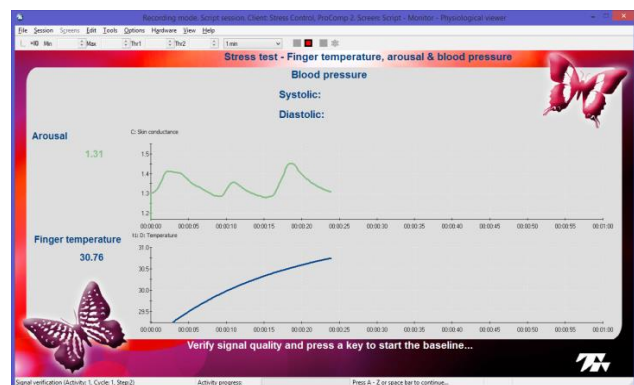 Recording mode. Script session. Client: Stress Control, ProComp 2. Screen: Script - Monitor - Physiological viewer
File Session Screens Edit Tools Options Hardware View Help
Min Max Thr1 Thr2 1 min
Stress test - Finger temperature, arousal & blood pressure
Blood pressure
Systolic:
Diastolic:
Arousal
1.31
C: Skin conductance
1.5
1.4
1.3
1.2
00:00:00 00:00:05 00:00:10 00:00:15 00:00:20 00:00:25 00:00:30 00:00:35 00:00:40 00:00:45 00:00:50 00:00:55 00:01:00
Finger temperature
30.76
D: Temperature
31.0
30.5
30.0
29.5
00:00:00 00:00:05 00:00:10 00:00:15 00:00:20 00:00:25 00:00:30 00:00:35 00:00:40 00:00:45 00:00:50 00:00:55 00:01:00
Verify signal quality and press a key to start the baseline...
Signal verification (Activity: 1, Cycle: 1, Step:2) Activity progress: Press A - Z or space bar to continue...